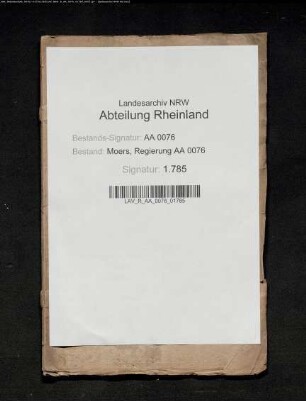 Landesarchiv NRW
Abteilung Rheinland
Bestands-Signatur: AA 0076
Bestand: Moers, Regierung AA 0076
Signatur: 1.785
LAV_R_AA_0076_01785